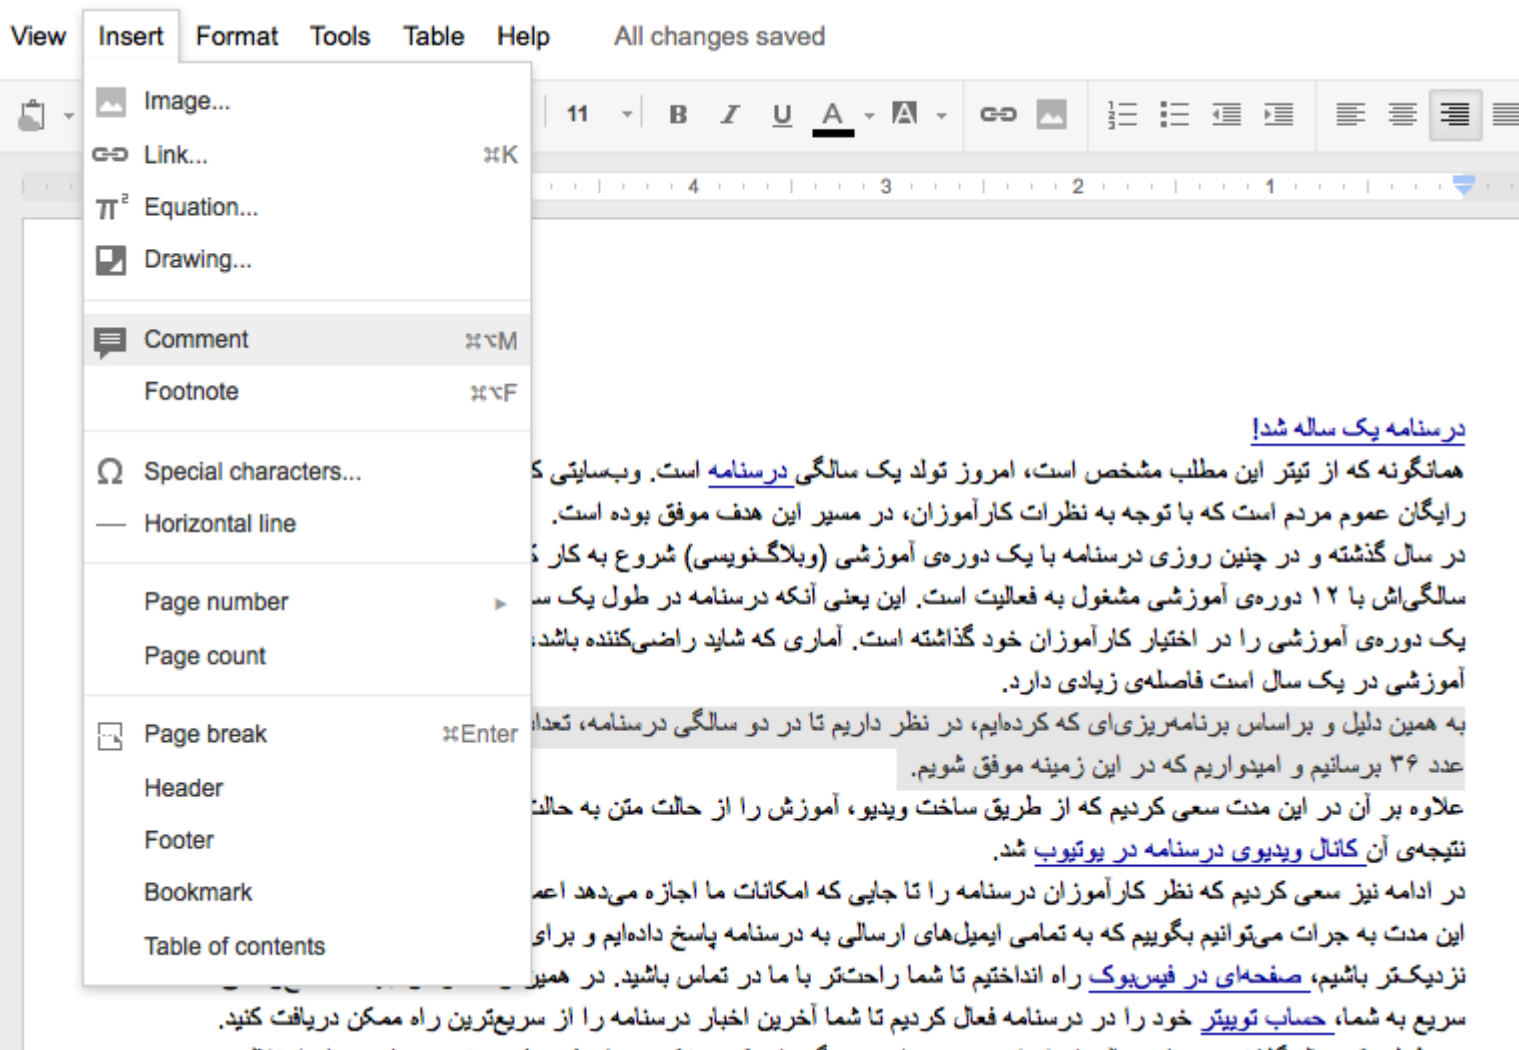 View Insert Format Tools Table Help All changes saved
Image...
11 B I U A A
Link... ⌘K
4 3 2 1
π² Equation...
Drawing...
Comment ⌘⌥M
Footnote ⌘⌥F
Ω Special characters...
Horizontal line
Page number
Page count
Page break ⌘Enter
Header
Footer
Bookmark
Table of contents
درسنامه یک ساله شد!
همانگونه که از تیتر این مطلب مشخص است، امروز تولد یک سالگی درسنامه است. وب‌سایتی
رایگان عموم مردم است که با توجه به نظرات کارآموزان، در مسیر این هدف موفق بوده است.
در سال گذشته و در چنین روزی درسنامه با یک دوره‌ی آموزشی (وبلاگ‌نویسی) شروع به کار
سالگی‌اش با ۱۲ دوره‌ی آموزشی مشغول به فعالیت است. این یعنی آنکه درسنامه در طول یک
یک دوره‌ی آموزشی را در اختیار کارآموزان خود گذاشته است. آماری که شاید راضی‌کننده باشد،
آموزشی در یک سال است فاصله‌ی زیادی دارد.
به همین دلیل و براساس برنامه‌ریزی‌ای که کرده‌ایم، در نظر داریم تا در دو سالگی درسنامه،
عدد ۳۶ برسانیم و امیدواریم که در این زمینه موفق شویم.
علاوه بر آن در این مدت سعی کردیم که از طریق ساخت ویدیو، آموزش را از حالت متن به
نتیجه‌ی آن کانال ویدیوی درسنامه در یوتیوب شد.
در ادامه نیز سعی کردیم که نظر کارآموزان درسنامه را تا جایی که امکانات ما اجازه می‌دهد
این مدت به جرات می‌توانیم بگوییم که به تمامی ایمیل‌های ارسالی به درسنامه پاسخ داده‌ایم و برای
نزدیک‌تر باشیم، صفحه‌ای در فیس‌بوک راه انداختیم تا شما راحت‌تر با ما در تماس باشید. در
سریع به شما، حساب توییتر خود را در درسنامه فعال کردیم تا شما آخرین اخبار درسنامه را از سریع‌ترین راه ممکن دریافت کنید.